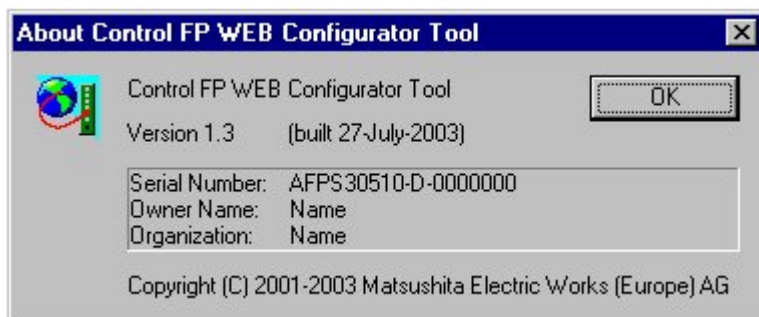 About Control FP WEB Configurator Tool
Control FP WEB Configurator Tool
OK
Version 1.3 (built 27-July-2003)
Serial Number: AFPS30510-D-0000000
Owner Name: Name
Organization: Name
Copyright (C) 2001-2003 Matsushita Electric Works (Europe) AG